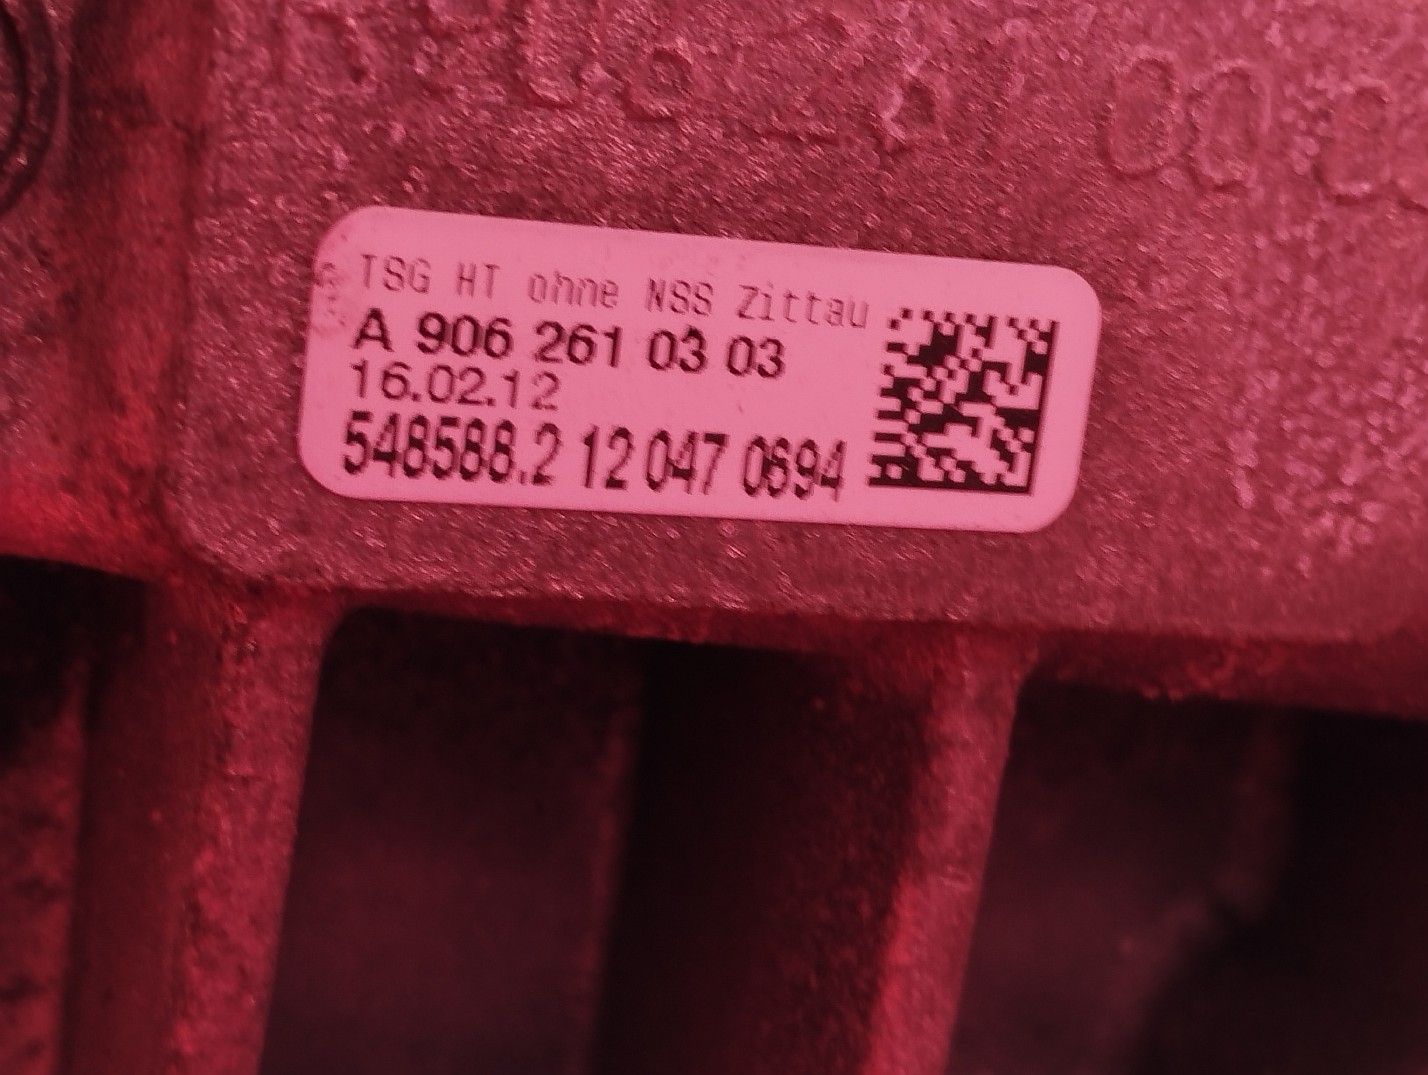 TSG HT ohne NSS Zittau
A 906 261 03 03
16.02.12
548588.2 12 047 0694